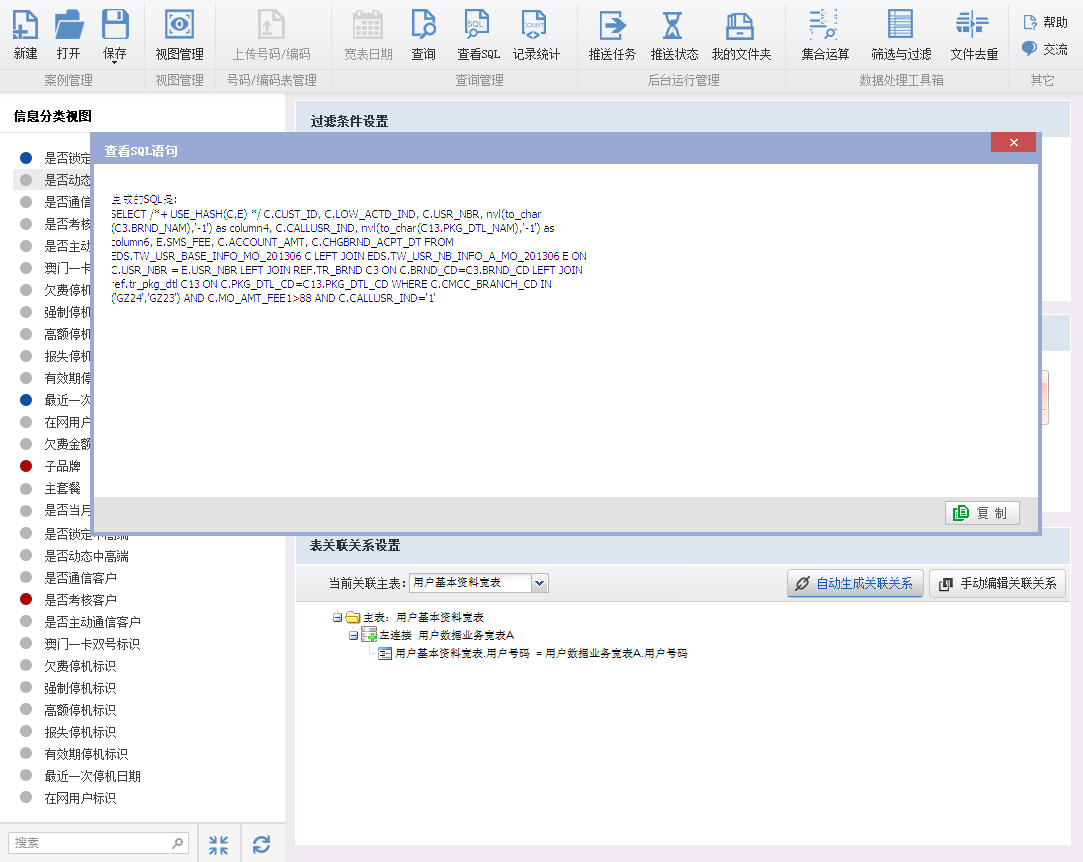 新建 打开 保存 视图管理 上传号码/编码 宽表日期 查询 查看SQL 记录统计 推送任务 推送状态 我的文件夹 集合运算 筛选与过滤 文件去重 帮助
交流
案例管理 视图管理 号码/编码表管理 查询管理 后台运行管理 数据处理工具箱 其它
信息分类视图
过滤条件设置
查看SQL语句
生成的SQL是:
SELECT /*+ USE_HASH(C,E) */ C.CUST_ID, C.LOW_ACTD_IND, C.USR_NBR, nvl(to_char
(C3.BRND_NAM),'-1') as column4, C.CALLUSR_IND, nvl(to_char(C13.PKG_DTL_NAM),'-1') as
column6, E.SMS_FEE, C.ACCOUNT_AMT, C.CHGBRND_ACPT_DT FROM
EDS.TW_USR_BASE_INFO_MO_201306 C LEFT JOIN EDS.TW_USR_NB_INFO_A_MO_201306 E ON
C.USR_NBR = E.USR_NBR LEFT JOIN REF.TR_BRND C3 ON C.BRND_CD=C3.BRND_CD LEFT JOIN
ref.tr_pkg_dtl C13 ON C.PKG_DTL_CD=C13.PKG_DTL_CD WHERE C.CMCC_BRANCH_CD IN
('GZ24','GZ23') AND C.MO_AMT_FEE1>88 AND C.CALLUSR_IND='1'
复 制
是否锁定
是否动态
是否通信
是否考核
是否主动
澳门一卡
欠费停机
强制停机
高额停机
报失停机
有效期停
最近一次
在网用户
欠费金额
子品牌
主套餐
是否当月
是否锁定中高端
是否动态中高端
是否通信客户
是否考核客户
是否主动通信客户
澳门一卡双号标识
欠费停机标识
强制停机标识
高额停机标识
报失停机标识
有效期停机标识
最近一次停机日期
在网用户标识
搜索
表关联关系设置
当前关联主表: 用户基本资料宽表 自动生成关联关系 手动编辑关联关系
主表：用户基本资料宽表
左连接 用户数据业务宽表A
用户基本资料宽表.用户号码 = 用户数据业务宽表A.用户号码